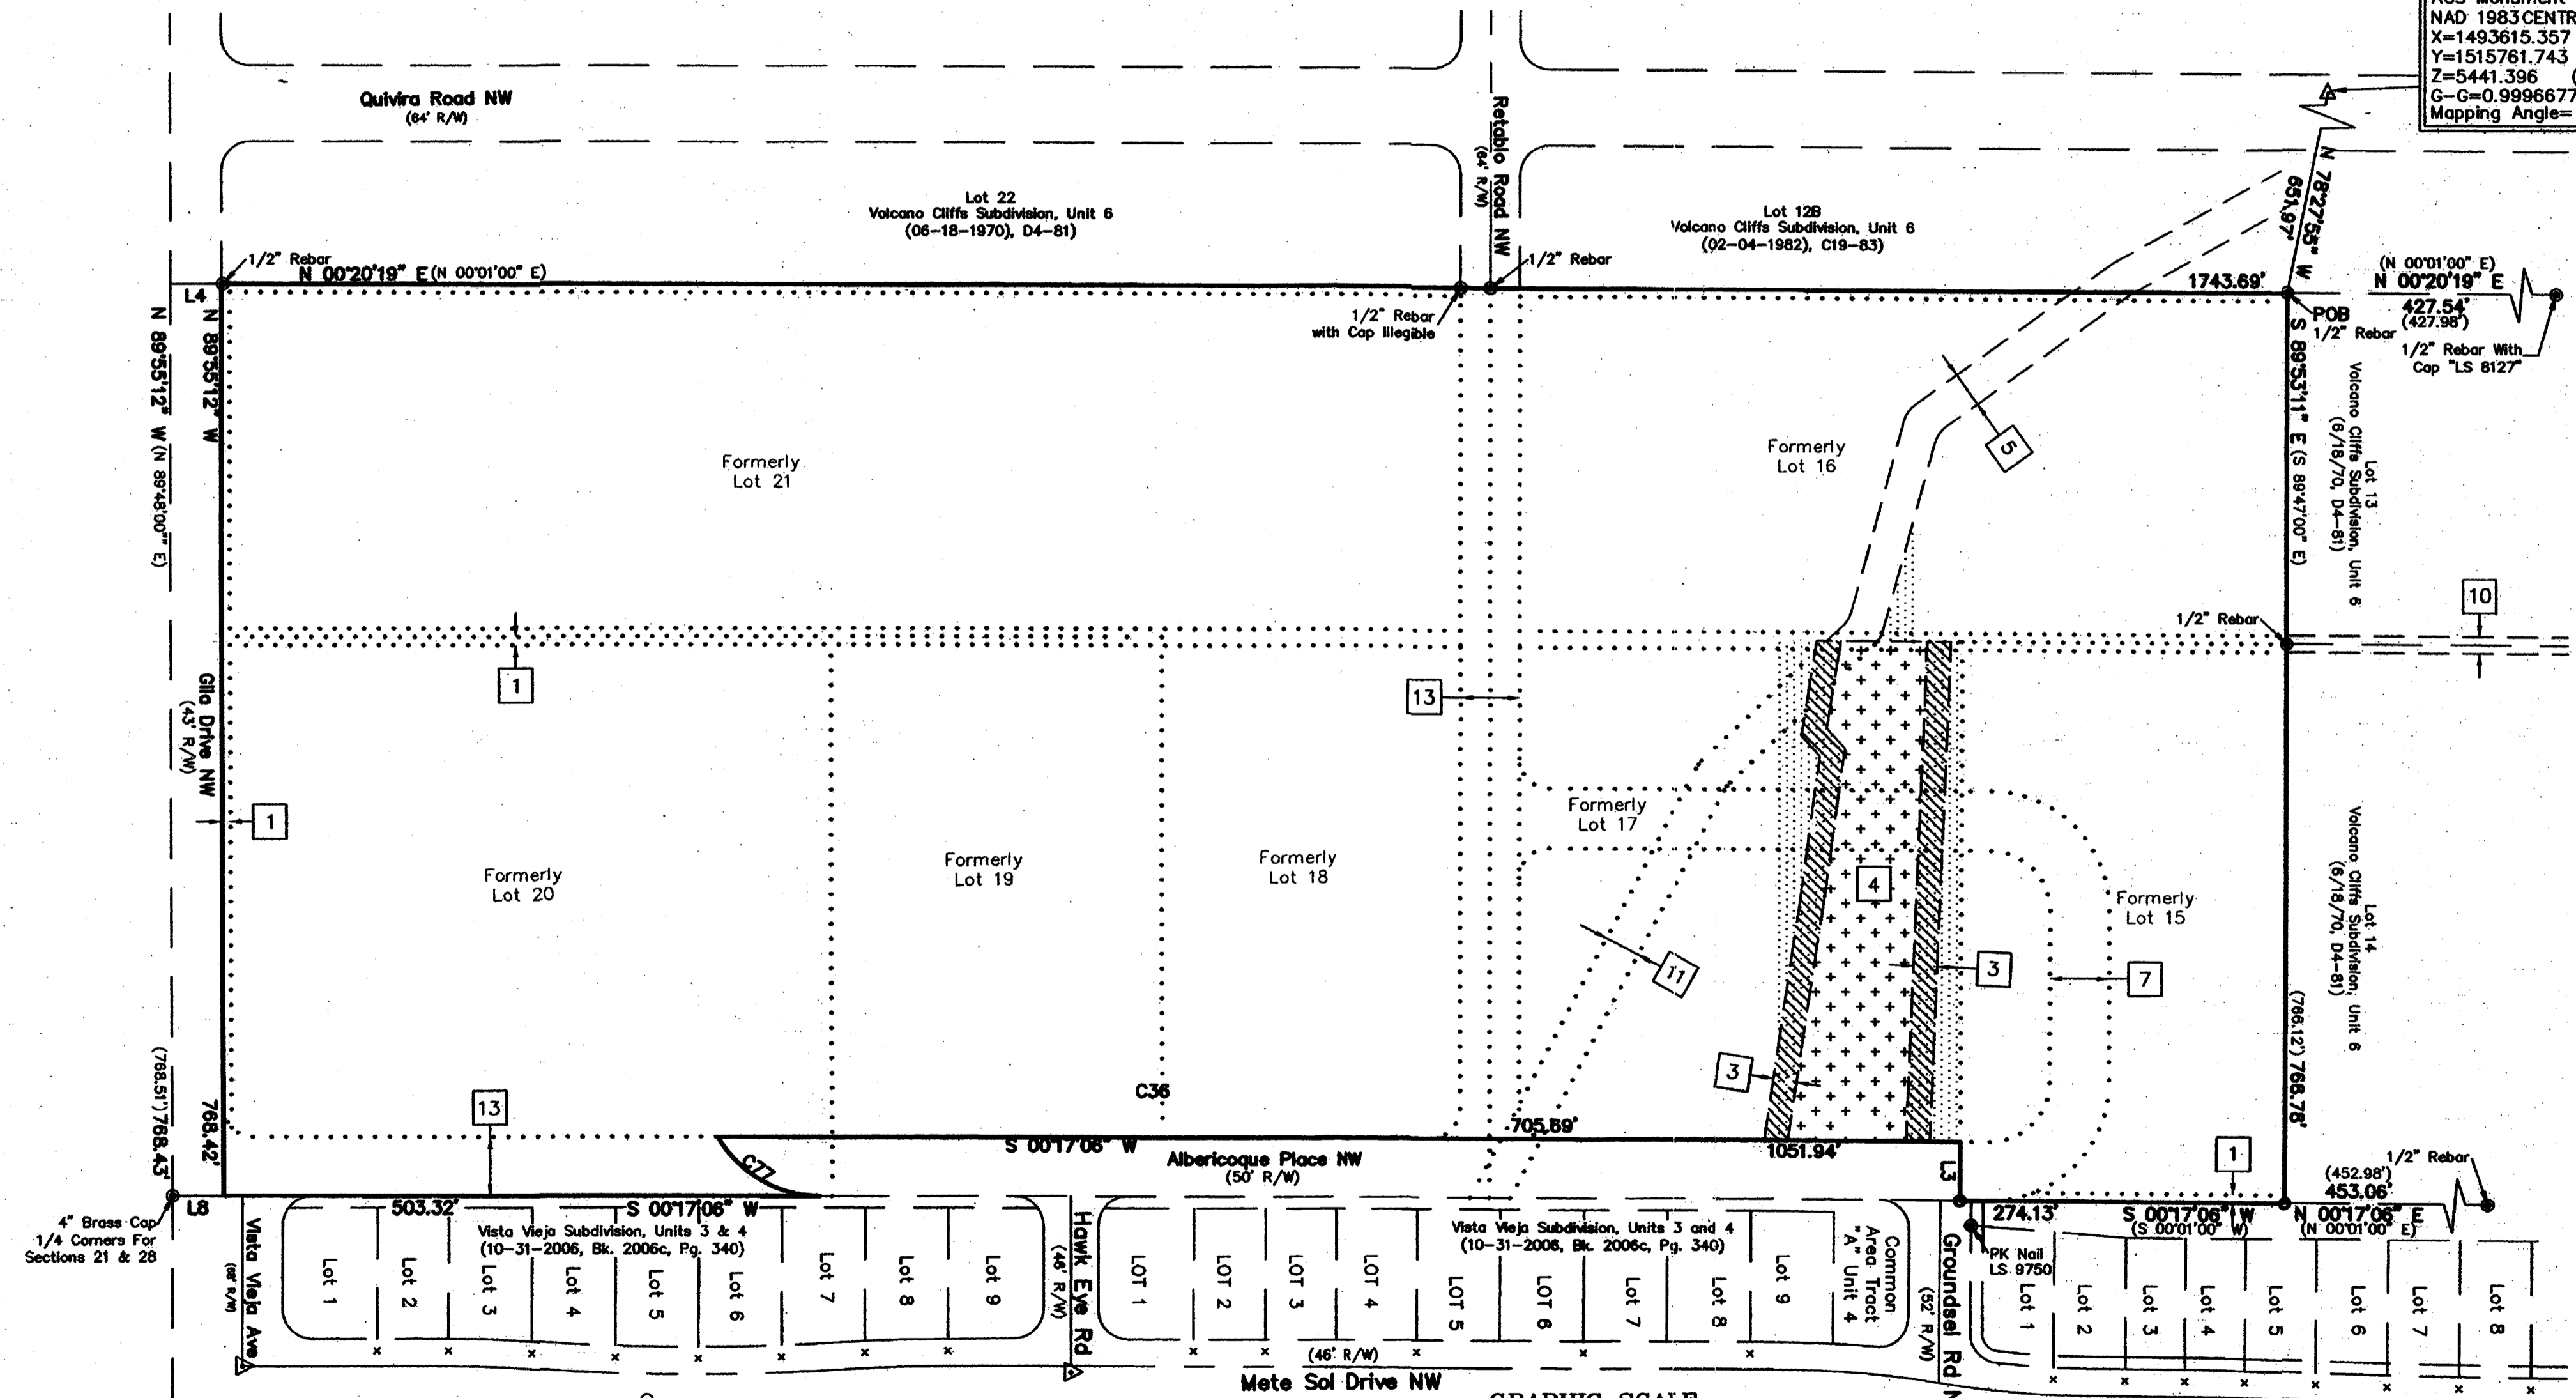 NAD 1983 CENTR
X=1493615.357
Y=1515761.743
Z=5441.396 (
G-G=0.9996677
Mapping Angle=
Quivira Road NW
(64' R/W)
Retablo Road NW
(64' R/W)
Lot 22
Volcano Cliffs Subdivision, Unit 6
(06-18-1970), D4-81)
Lot 12B
Volcano Cliffs Subdivision, Unit 6
(02-04-1982), C19-83)
N 78°27'55" W
651.97'
1/2" Rebar
N 00°20'19" E (N 00°01'00" E)
L4
1/2" Rebar
1/2" Rebar
with Cap Illegible
1743.69'
(N 00°01'00" E)
N 00°20'19" E
427.54'
(427.98')
POB
1/2" Rebar
1/2" Rebar With
Cap "LS 8127"
N 89°55'12" W
N 89°55'12" W (N 89°48'00" E)
S 89°53'11" E (S 89°47'00" E)
Lot 13
Volcano Cliffs Subdivision, Unit 6
(6/18/70, D4-81)
Formerly
Lot 21
Formerly
Lot 16
5
10
1/2" Rebar
1
13
Gila Drive NW
(43' R/W)
1
Formerly
Lot 20
Formerly
Lot 19
Formerly
Lot 18
Formerly
Lot 17
4
Formerly
Lot 15
Lot 14
Volcano Cliffs Subdivision, Unit 6
(6/18/70, D4-81)
11
3
7
3
C36
13
(768.51') 768.43'
768.42'
(766.12') 768.78'
705.69'
S 00°17'06" W
1051.94'
C77
Albericoque Place NW
(50' R/W)
L3
1
(452.98')
453.06'
1/2" Rebar
L8
4" Brass Cap
1/4 Corners For
Sections 21 & 28
503.32'
S 00°17'06" W
Vista Vieja Subdivision, Units 3 & 4
(10-31-2006, Bk. 2006c, Pg. 340)
Vista Vieja Subdivision, Units 3 and 4
(10-31-2006, Bk. 2006c, Pg. 340)
274.13'
S 00°17'06" W
(S 00°01'00" W)
N 00°17'06" E
(N 00°01'00" E)
PK Nail
LS 9750
Vista Vieja Ave
Lot 1
Lot 2
Lot 3
Lot 4
Lot 5
Lot 6
Lot 7
Lot 8
Lot 9
Hawk Eye Rd
(46' R/W)
LOT 1
LOT 2
LOT 3
LOT 4
LOT 5
LOT 6
Lot 7
Lot 8
Lot 9
Common
Area Tract
"A" Unit 4
Groundsel Rd N
(52' R/W)
Lot 1
Lot 2
Lot 3
Lot 4
Lot 5
Lot 6
Lot 7
Lot 8
(46' R/W)
Mete Sol Drive NW
GRAPHIC SCALE